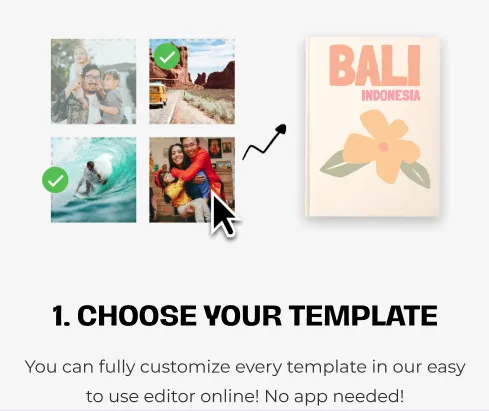 BALI
INDONESIA
1. CHOOSE YOUR TEMPLATE
You can fully customize every template in our easy
to use editor online! No app needed!